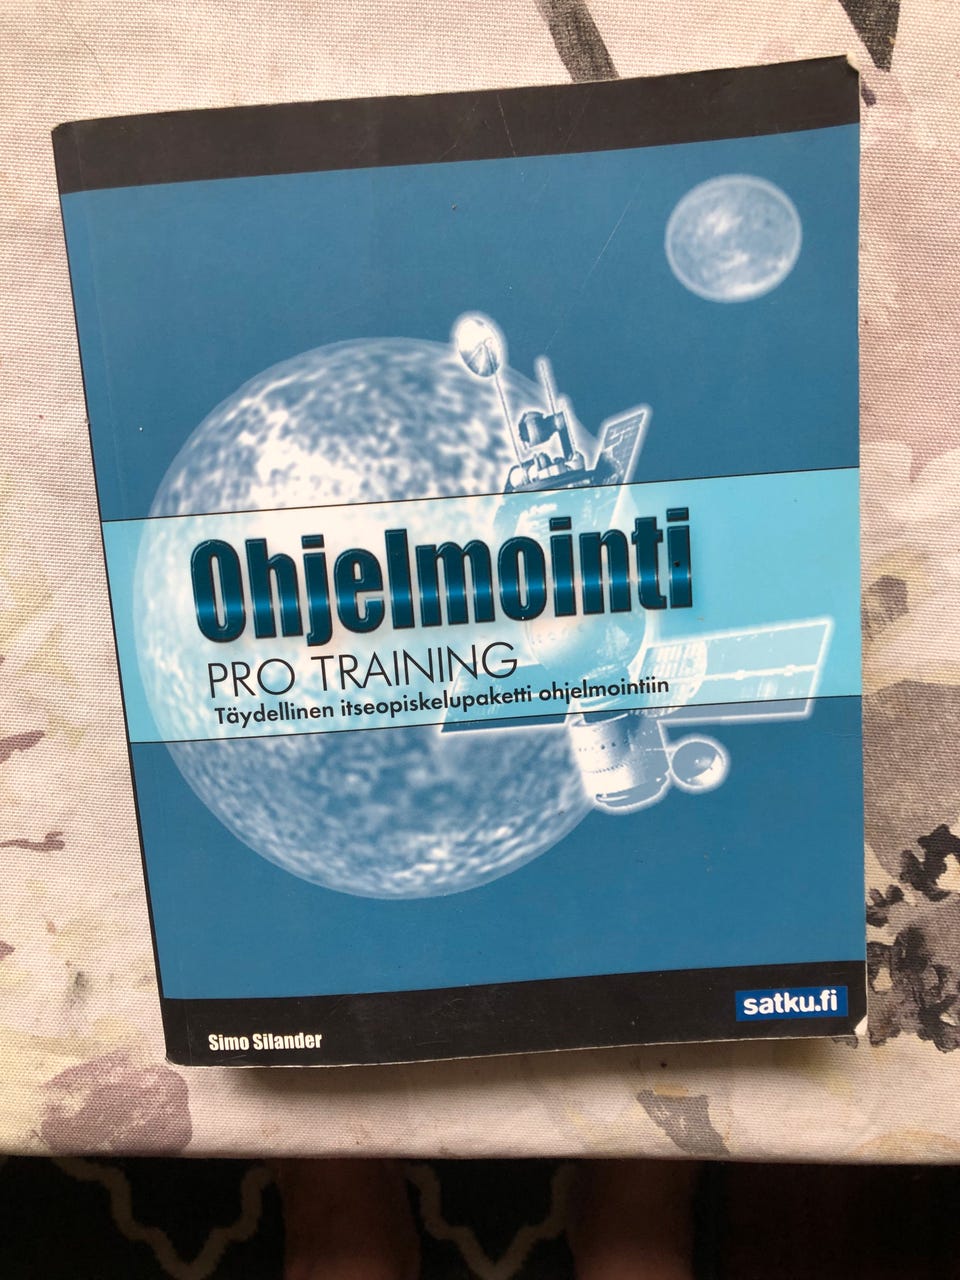 Ohjelmointi
PRO TRAINING
Täydellinen itseopiskelupaketti ohjelmointiin
satku.fi
Simo Silander